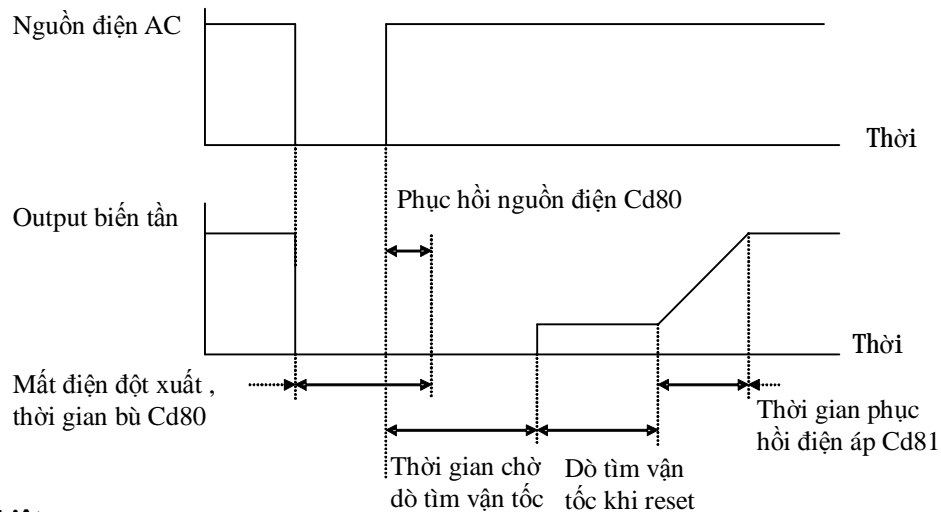 Nguồn điện AC
Thời
Phục hồi nguồn điện Cd80
Output biến tần
Thời
Mất điện đột xuất ,
thời gian bù Cd80
Thời gian phục
hồi điện áp Cd81
Thời gian chờ
dò tìm vận tốc
Dò tìm vận
tốc khi reset